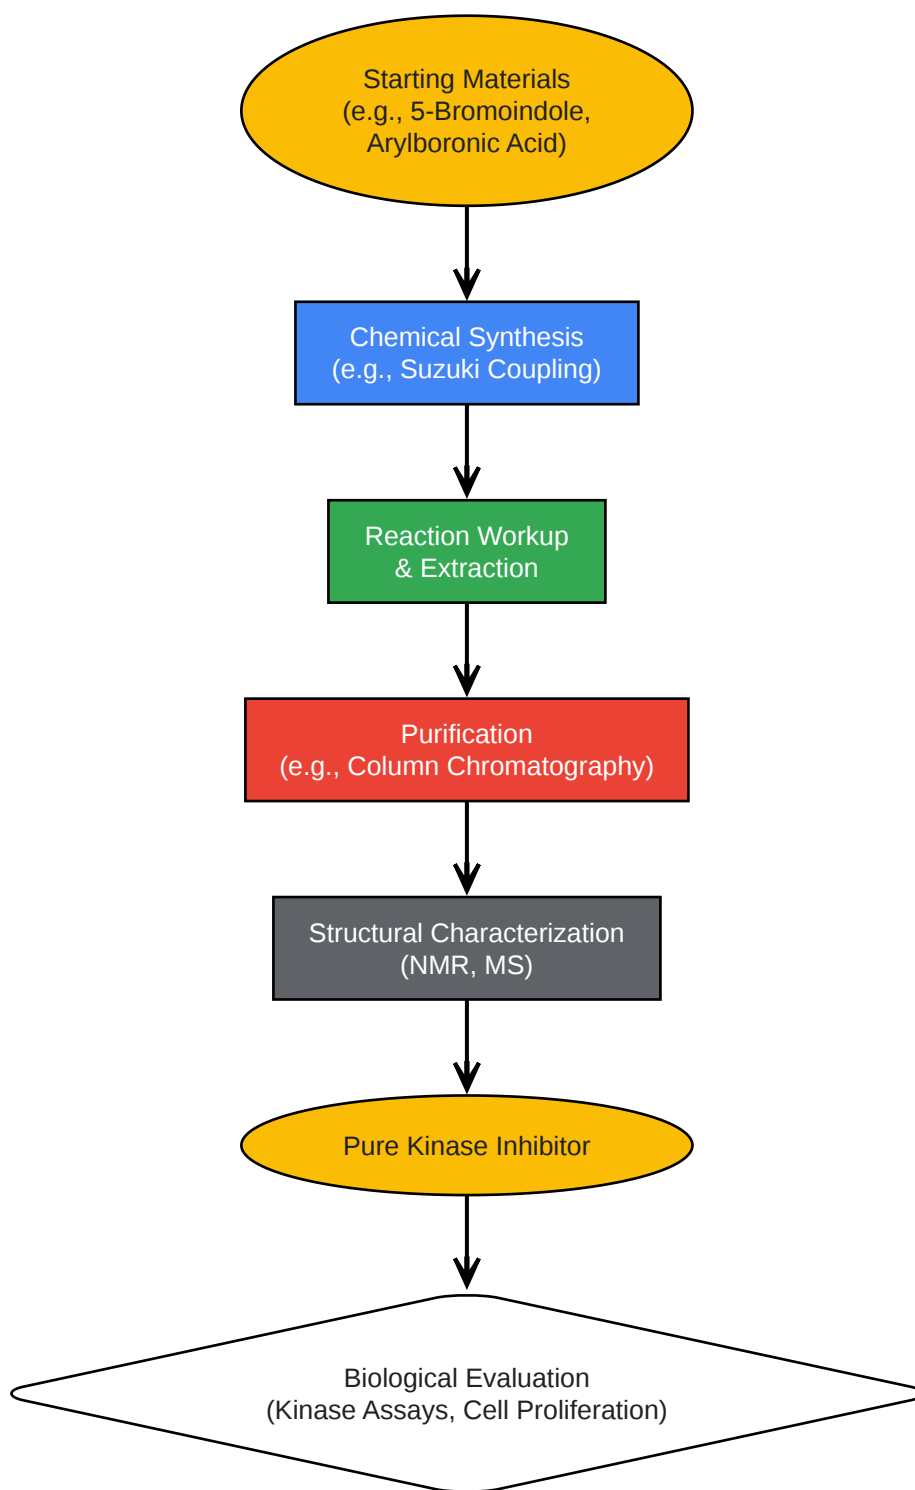 Starting Materials
(e.g., 5-Bromoindole,
Arylboronic Acid)
Chemical Synthesis
(e.g., Suzuki Coupling)
Reaction Workup
& Extraction
Purification
(e.g., Column Chromatography)
Structural Characterization
(NMR, MS)
Pure Kinase Inhibitor
Biological Evaluation
(Kinase Assays, Cell Proliferation)